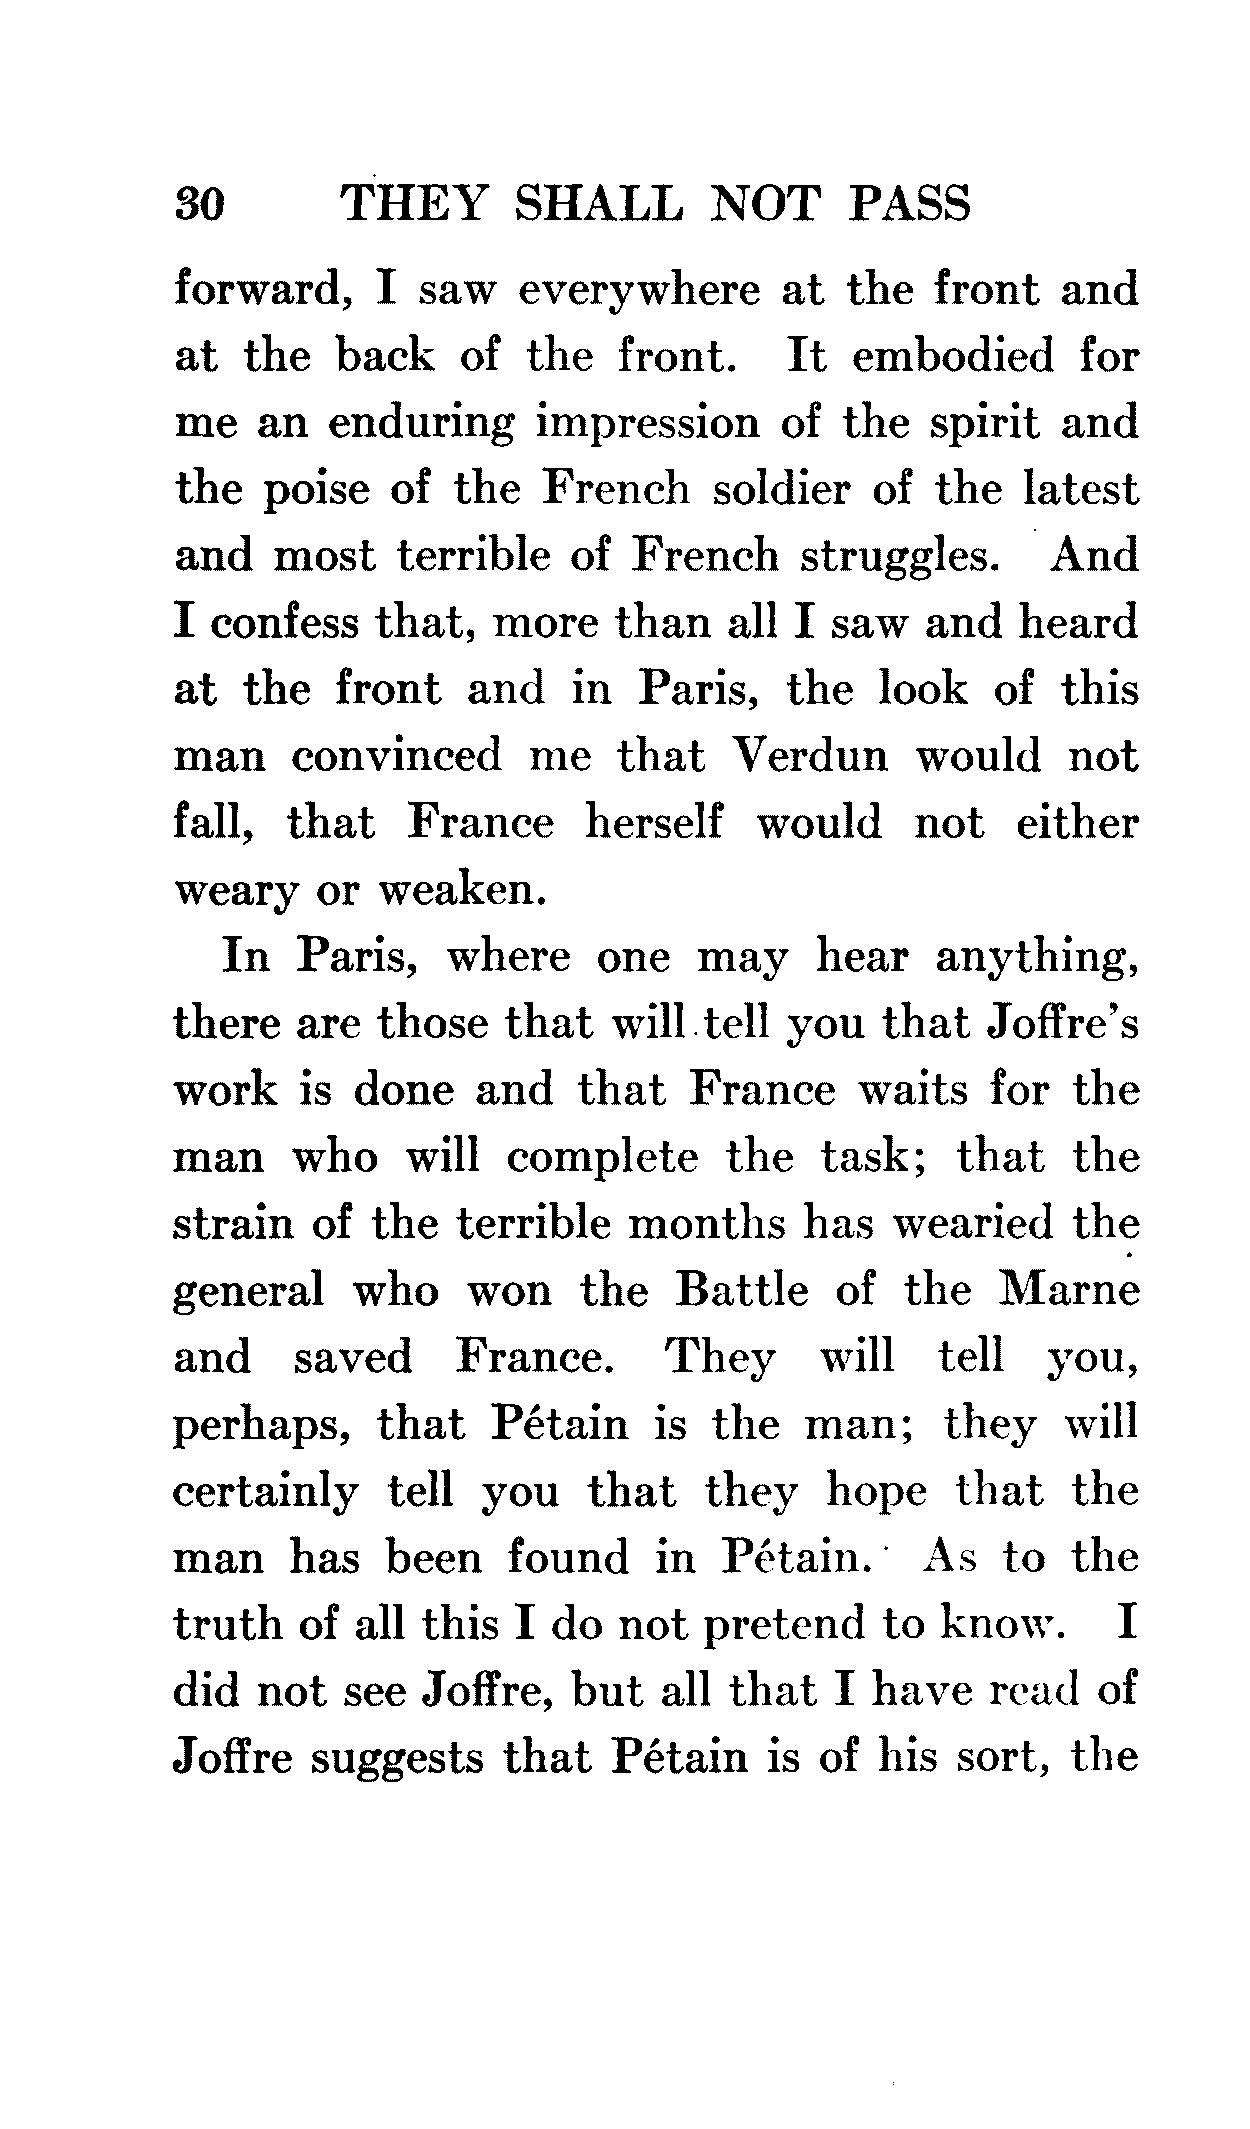 30 THEY SHALL NOT PASS
forward, I saw everywhere at the front and
at the back of the front. It embodied for
me an enduring impression of the spirit and
the poise of the French soldier of the latest
and most terrible of French struggles. And
I confess that, more than all I saw and heard
at the front and in Paris, the look of this
man convinced me that Verdun would not
fall, that France herself would not either
weary or weaken.
In Paris, where one may hear anything,
there are those that will tell you that Joffre's
work is done and that France waits for the
man who will complete the task; that the
strain of the terrible months has wearied the
general who won the Battle of the Marne
and saved France. They will tell you,
perhaps, that Pétain is the man; they will
certainly tell you that they hope that the
man has been found in Pétain. As to the
truth of all this I do not pretend to know. I
did not see Joffre, but all that I have read of
Joffre suggests that Pétain is of his sort, the